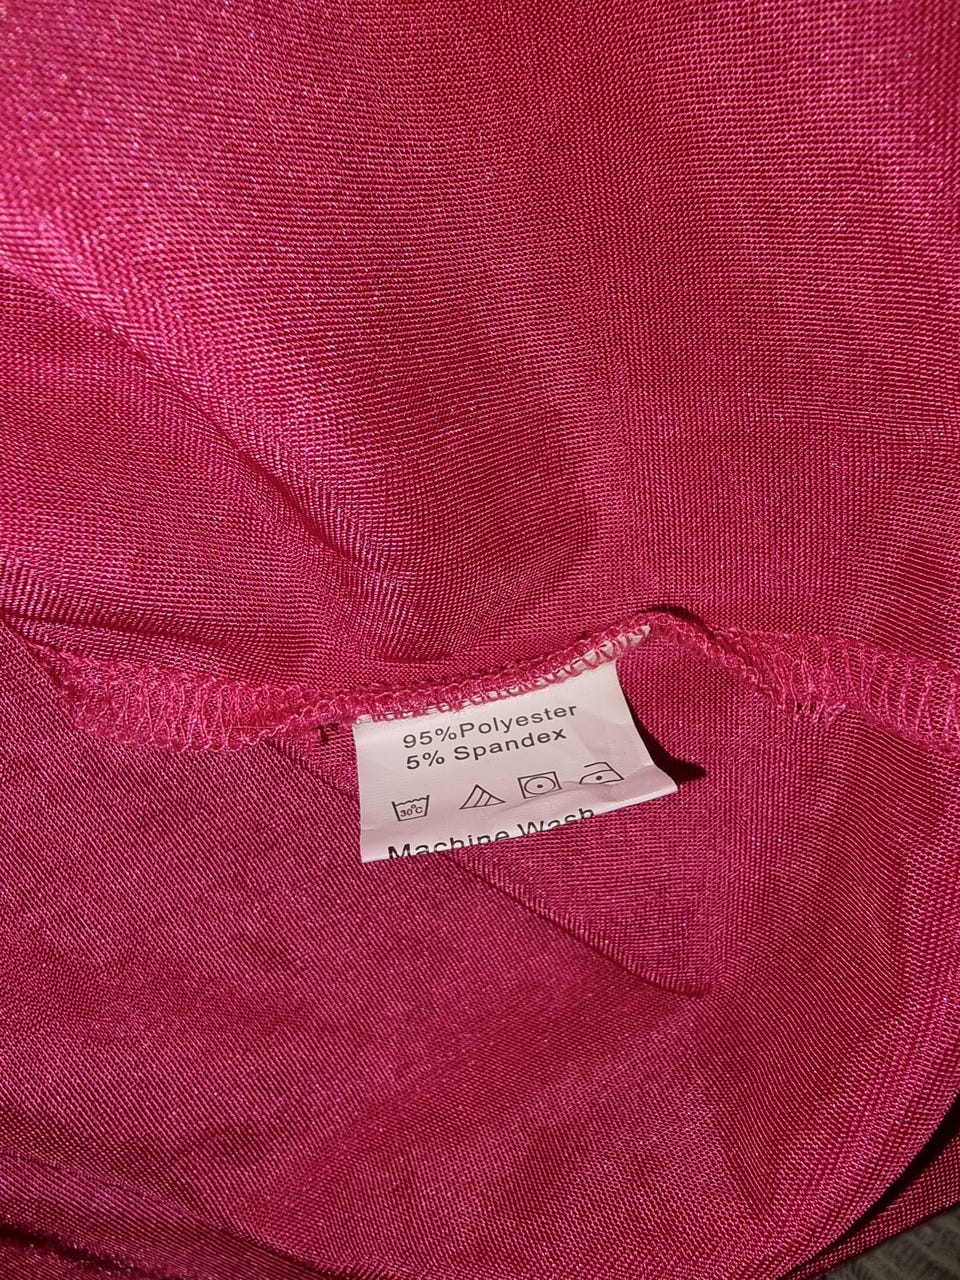 95%Polyester
5% Spandex
30°C
Machine Wash